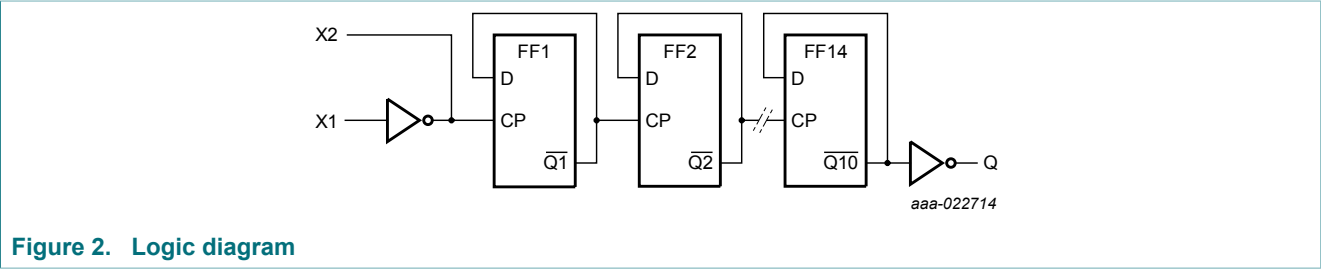 X2
FF1
FF2
FF14
D
D
D
X1
CP
CP
CP
Q1
Q2
Q10
Q
aaa-022714
Figure 2. Logic diagram